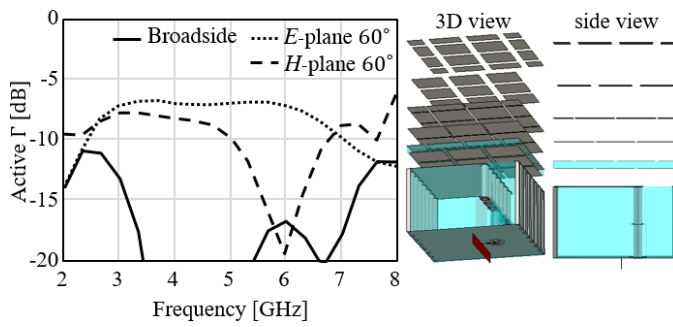 Active Γ [dB]
0
-5
-10
-15
-20
Broadside
E-plane 60°
H-plane 60°
2 3 4 5 6 7 8
Frequency [GHz]
3D view
side view